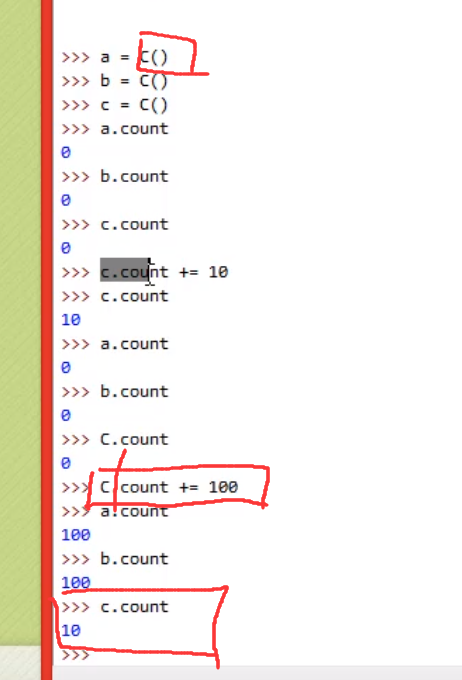 >>> a = C()
>>> b = C()
>>> c = C()
>>> a.count
0
>>> b.count
0
>>> c.count
0
>>> c.count += 10
>>> c.count
10
>>> a.count
0
>>> b.count
0
>>> C.count
0
>>> C.count += 100
>>> a.count
100
>>> b.count
100
>>> c.count
10
>>>